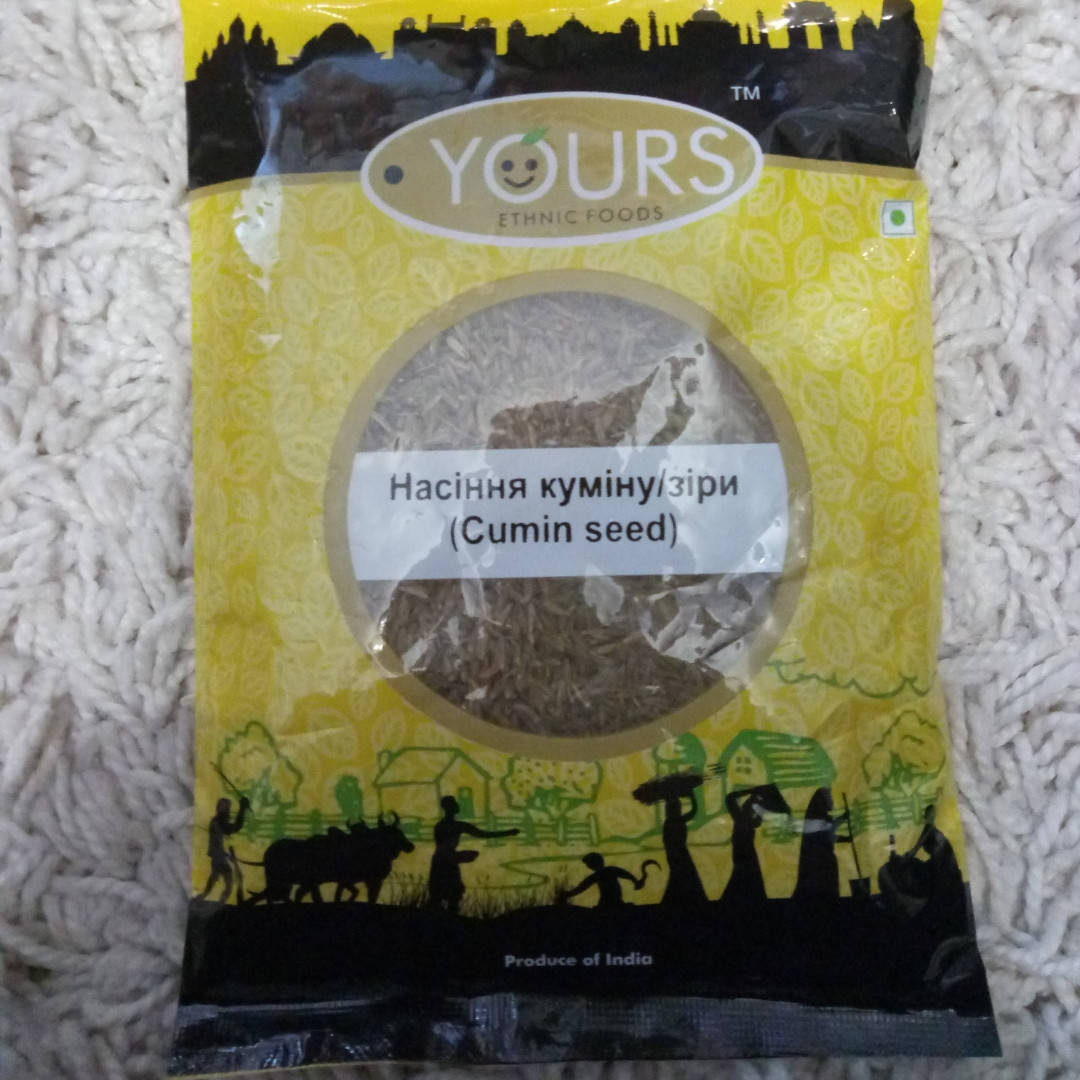 TM
YOURS
ETHNIC FOODS
Насіння куміну/зіри
(Cumin seed)
Produce of India